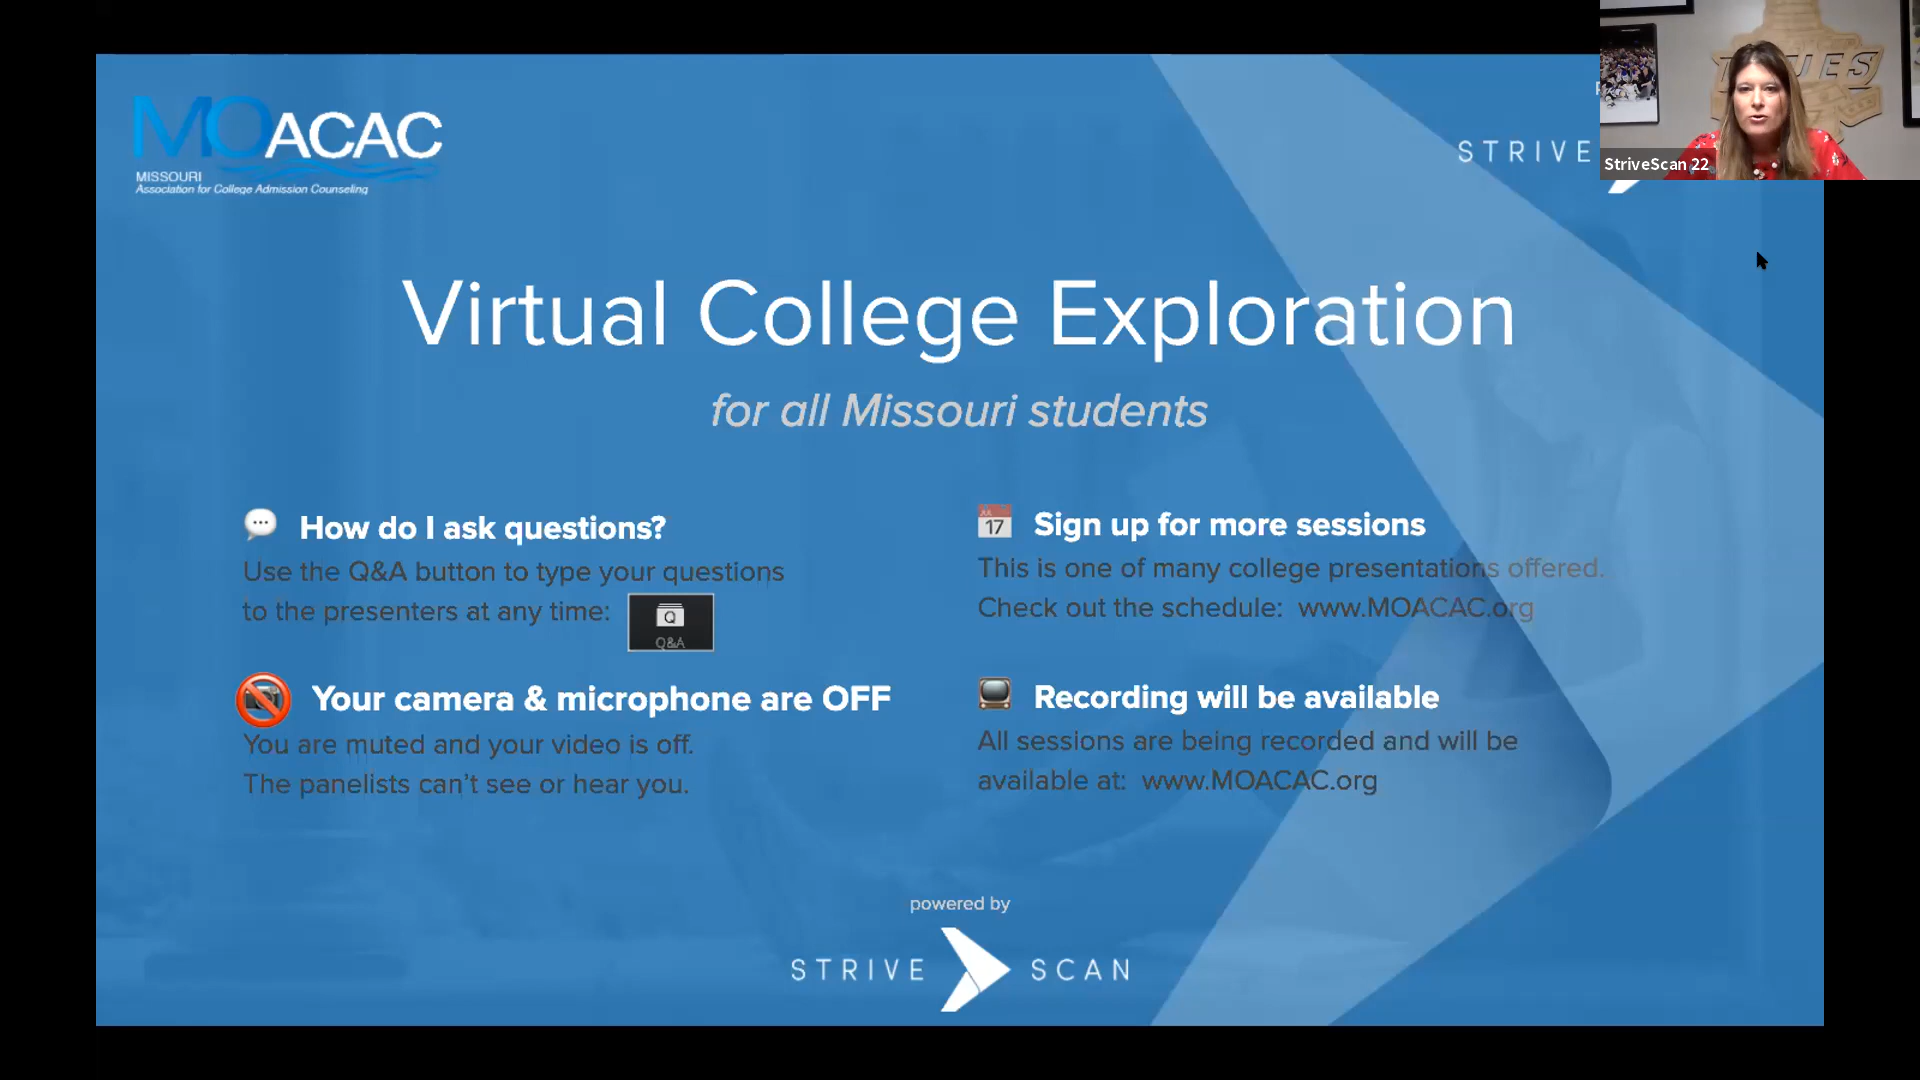 MOACAC
MISSOURI
Association for College Admission Counseling
STRIVE
StriveScan 22
Virtual College Exploration
for all Missouri students
How do I ask questions?
Use the Q&A button to type your questions
to the presenters at any time:
Q
Q&A
Your camera & microphone are OFF
You are muted and your video is off.
The panelists can’t see or hear you.
17
Sign up for more sessions
This is one of many college presentations offered.
Check out the schedule: www.MOACAC.org
Recording will be available
All sessions are being recorded and will be
available at: www.MOACAC.org
powered by
STRIVE SCAN